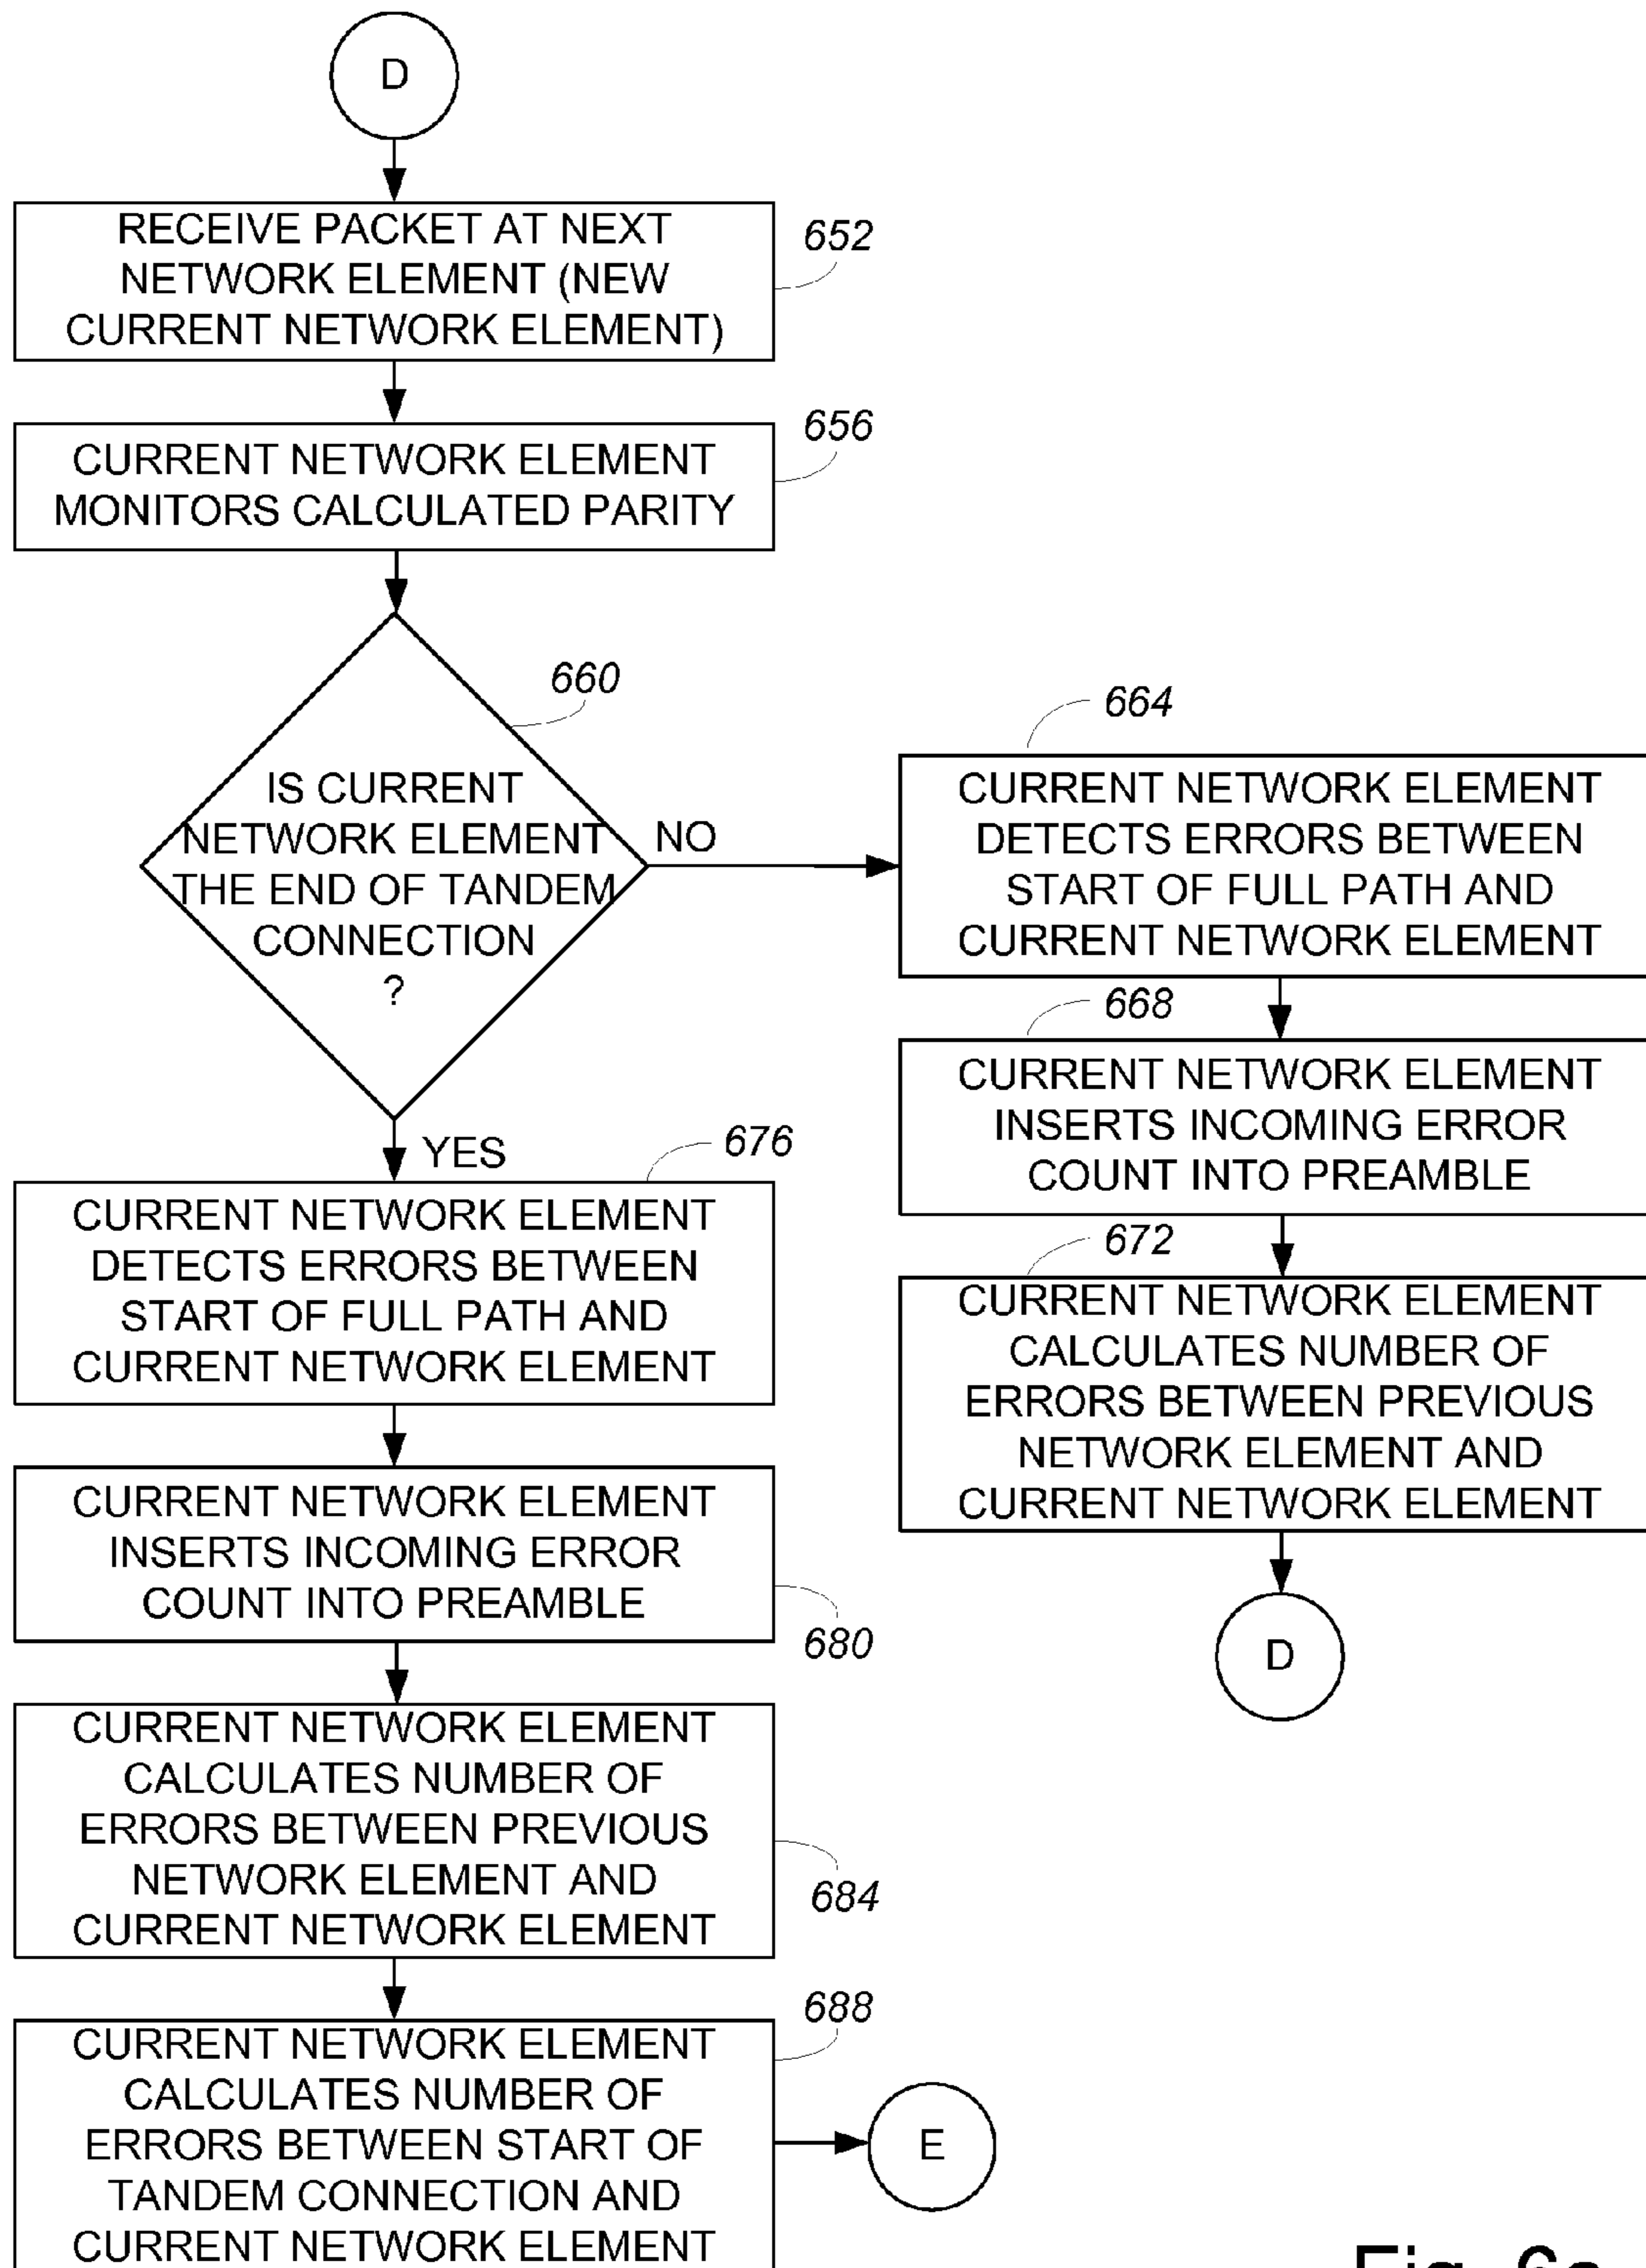 D
RECEIVE PACKET AT NEXT
NETWORK ELEMENT (NEW
CURRENT NETWORK ELEMENT)
652
CURRENT NETWORK ELEMENT
MONITORS CALCULATED PARITY
656
IS CURRENT
NETWORK ELEMENT
THE END OF TANDEM
CONNECTION
?
660
NO
664
CURRENT NETWORK ELEMENT
DETECTS ERRORS BETWEEN
START OF FULL PATH AND
CURRENT NETWORK ELEMENT
668
CURRENT NETWORK ELEMENT
INSERTS INCOMING ERROR
COUNT INTO PREAMBLE
672
CURRENT NETWORK ELEMENT
CALCULATES NUMBER OF
ERRORS BETWEEN PREVIOUS
NETWORK ELEMENT AND
CURRENT NETWORK ELEMENT
D
YES
676
CURRENT NETWORK ELEMENT
DETECTS ERRORS BETWEEN
START OF FULL PATH AND
CURRENT NETWORK ELEMENT
CURRENT NETWORK ELEMENT
INSERTS INCOMING ERROR
COUNT INTO PREAMBLE
680
CURRENT NETWORK ELEMENT
CALCULATES NUMBER OF
ERRORS BETWEEN PREVIOUS
NETWORK ELEMENT AND
CURRENT NETWORK ELEMENT
684
688
CURRENT NETWORK ELEMENT
CALCULATES NUMBER OF
ERRORS BETWEEN START OF
TANDEM CONNECTION AND
CURRENT NETWORK ELEMENT
E
Fig.